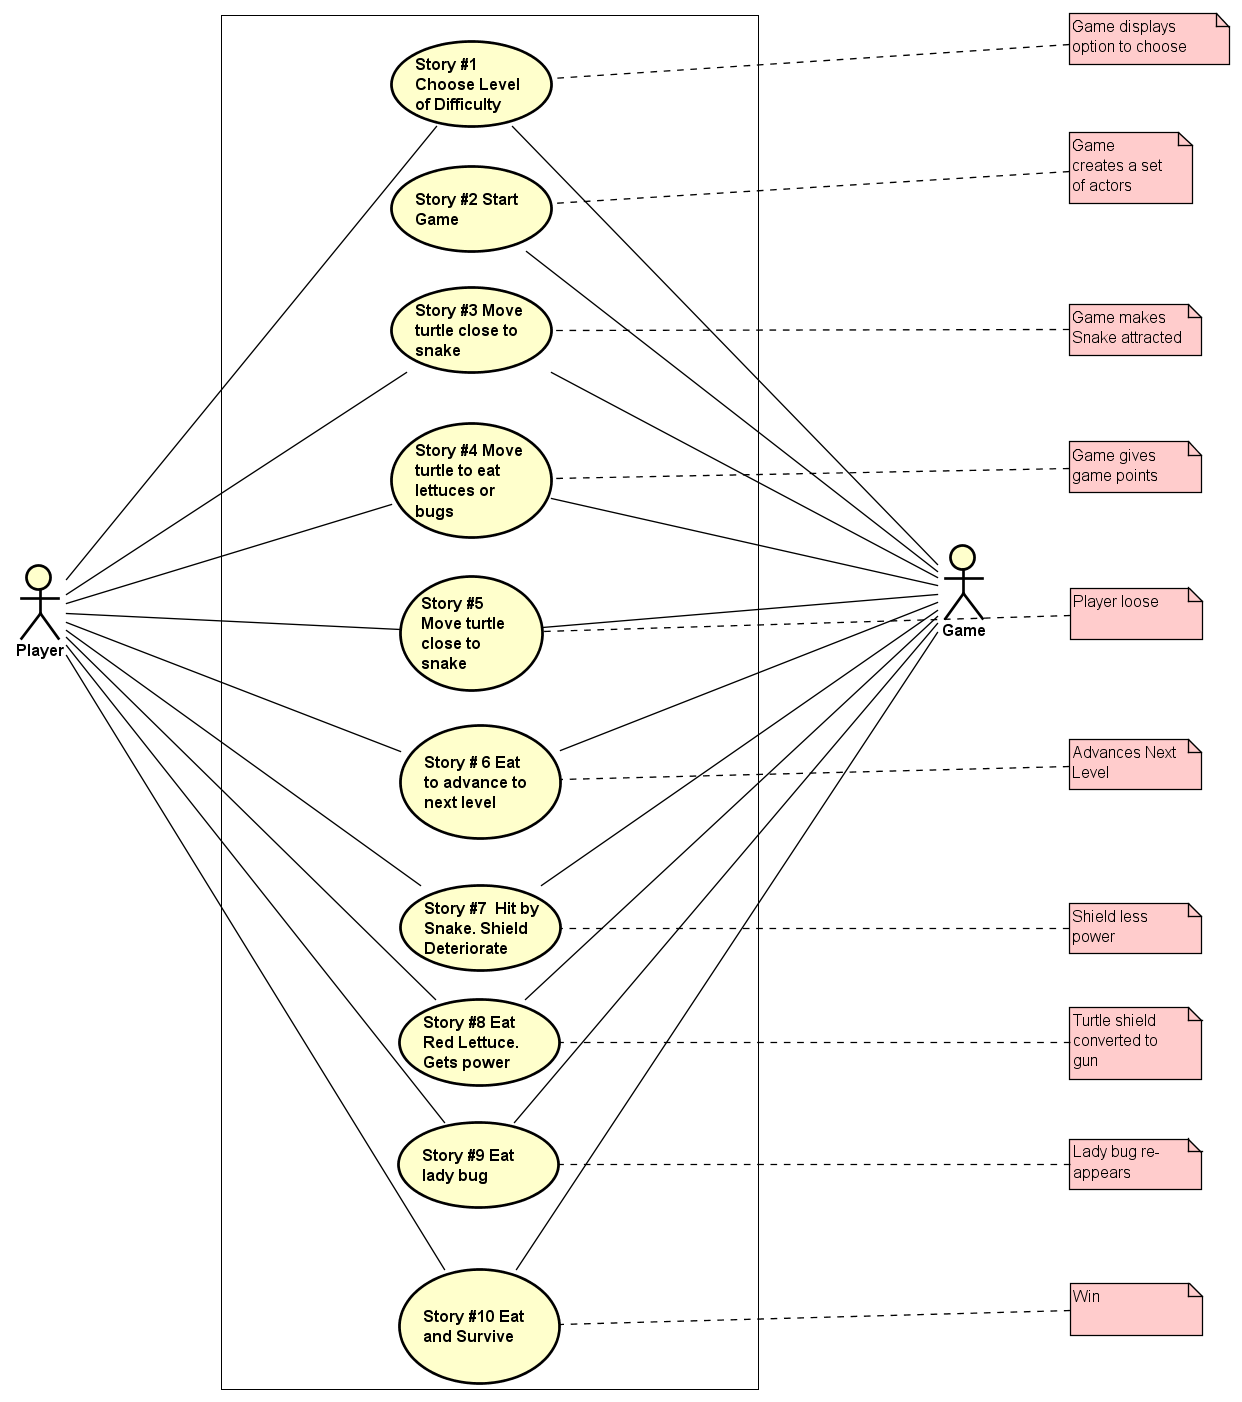 Story #1
Choose Level
of Difficulty
Game displays
option to choose
Story #2 Start
Game
Game
creates a set
of actors
Story #3 Move
turtle close to
snake
Game makes
Snake attracted
Story #4 Move
turtle to eat
lettuces or
bugs
Game gives
game points
Player
Story #5
Move turtle
close to
snake
Game
Player loose
Story # 6 Eat
to advance to
next level
Advances Next
Level
Story #7  Hit by
Snake. Shield
Deteriorate
Shield less
power
Story #8 Eat
Red Lettuce.
Gets power
Turtle shield
converted to
gun
Story #9 Eat
lady bug
Lady bug re-
appears
Story #10 Eat
and Survive
Win